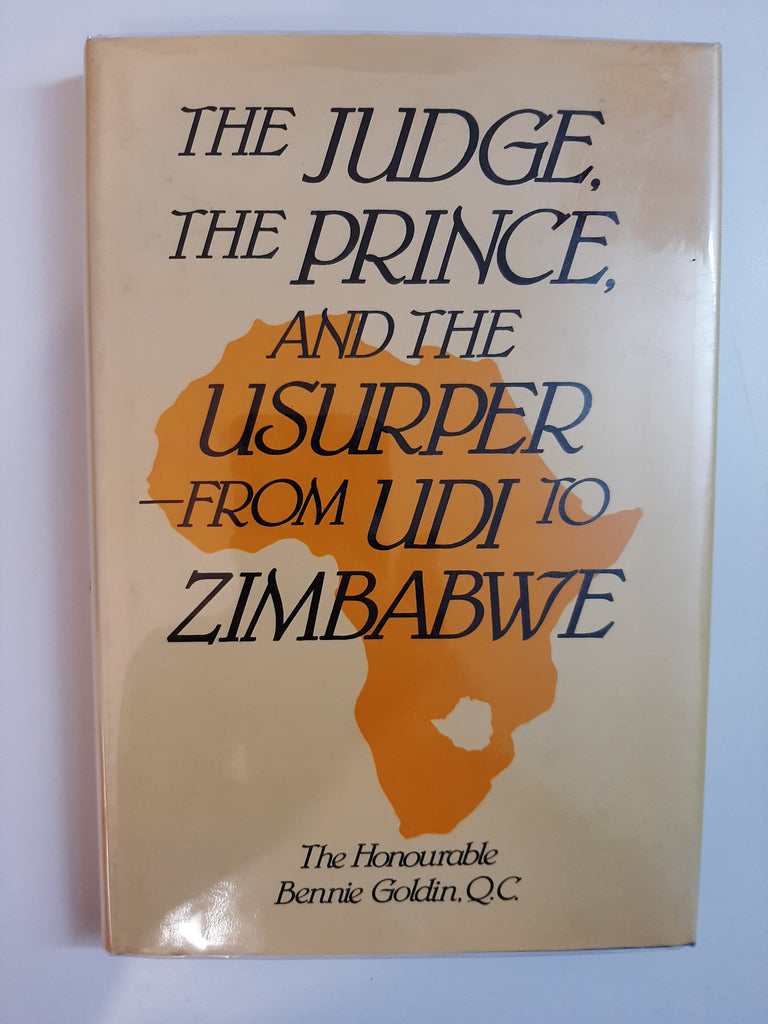 THE JUDGE,
THE PRINCE,
AND THE
USURPER
—FROM UDI TO
ZIMBABWE
The Honourable
Bennie Goldin, Q.C.